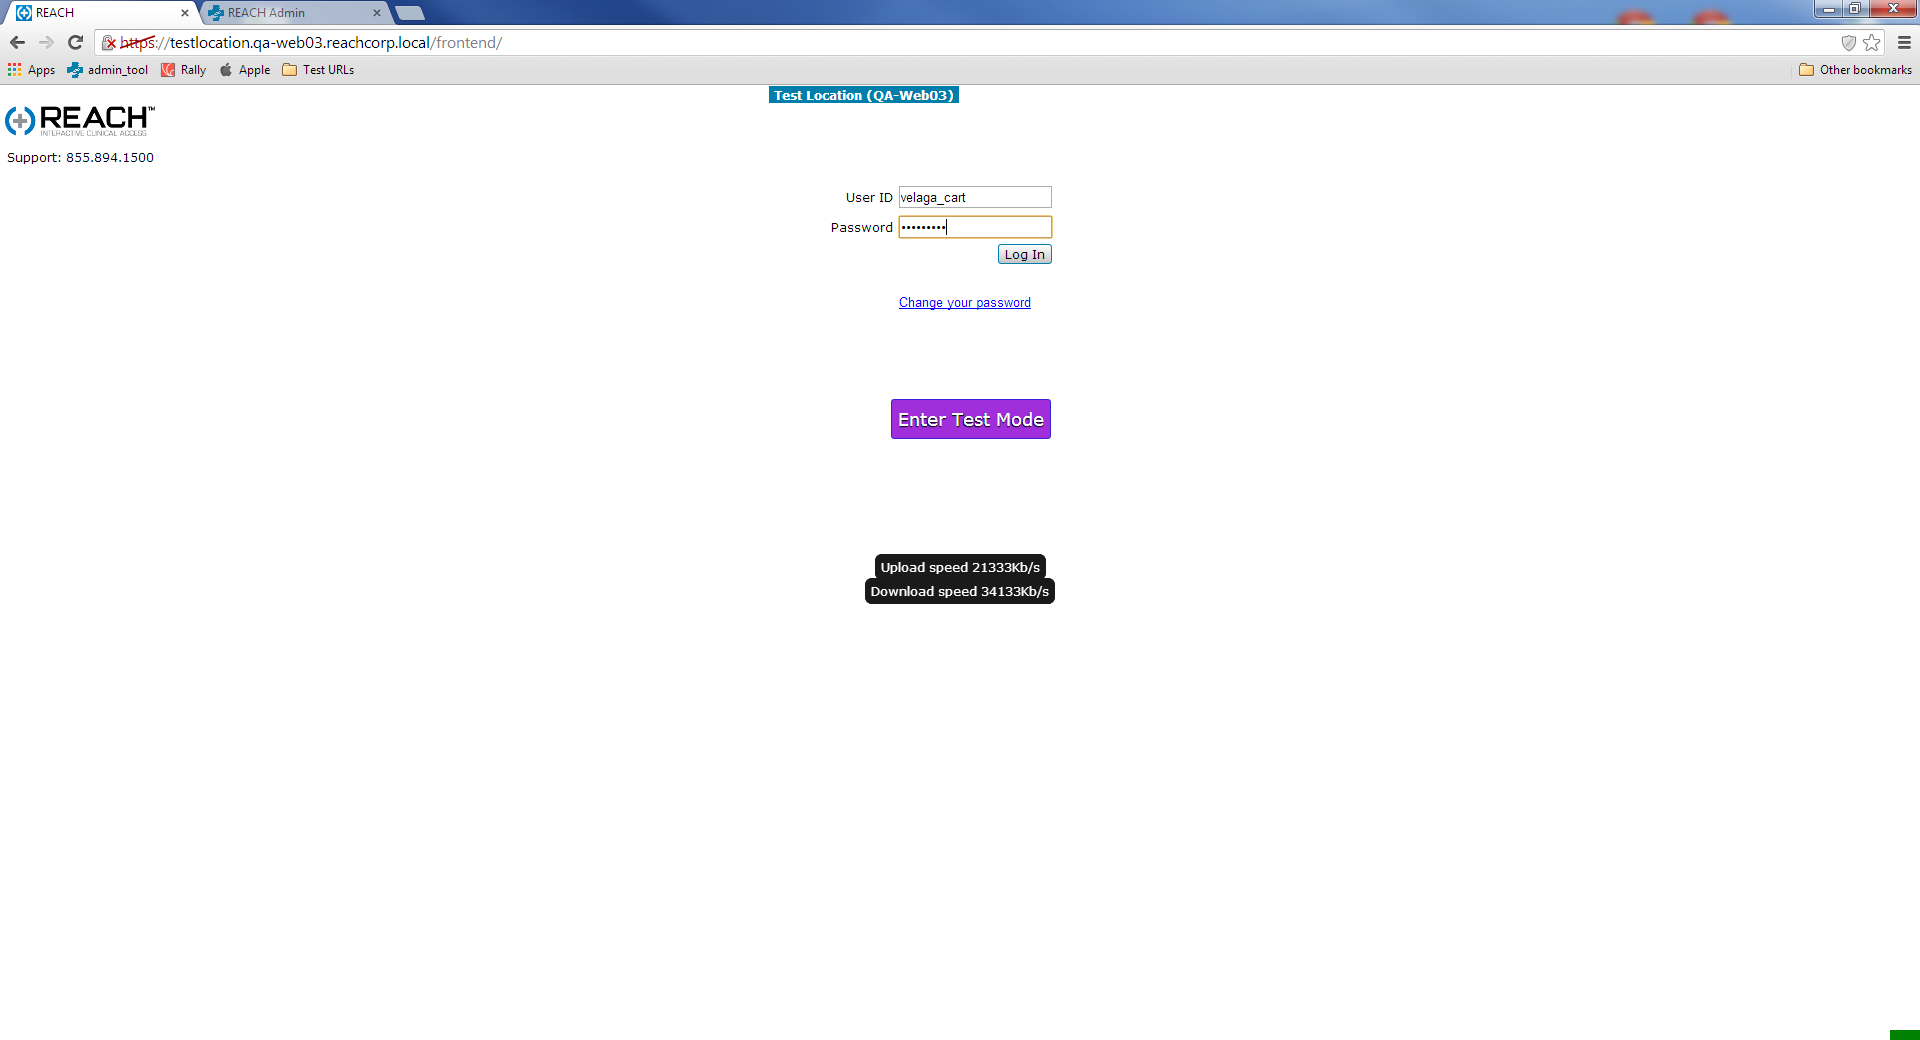 REACH
REACH Admin
https://testlocation.qa-web03.reachcorp.local/frontend/
Apps admin_tool Rally Apple Test URLs Other bookmarks
Test Location (QA-Web03)
REACH™
INTERACTIVE CLINICAL ACCESS
Support: 855.894.1500
User ID velaga_cart
Password •••••••••
Log In
Change your password
Enter Test Mode
Upload speed 21333Kb/s
Download speed 34133Kb/s